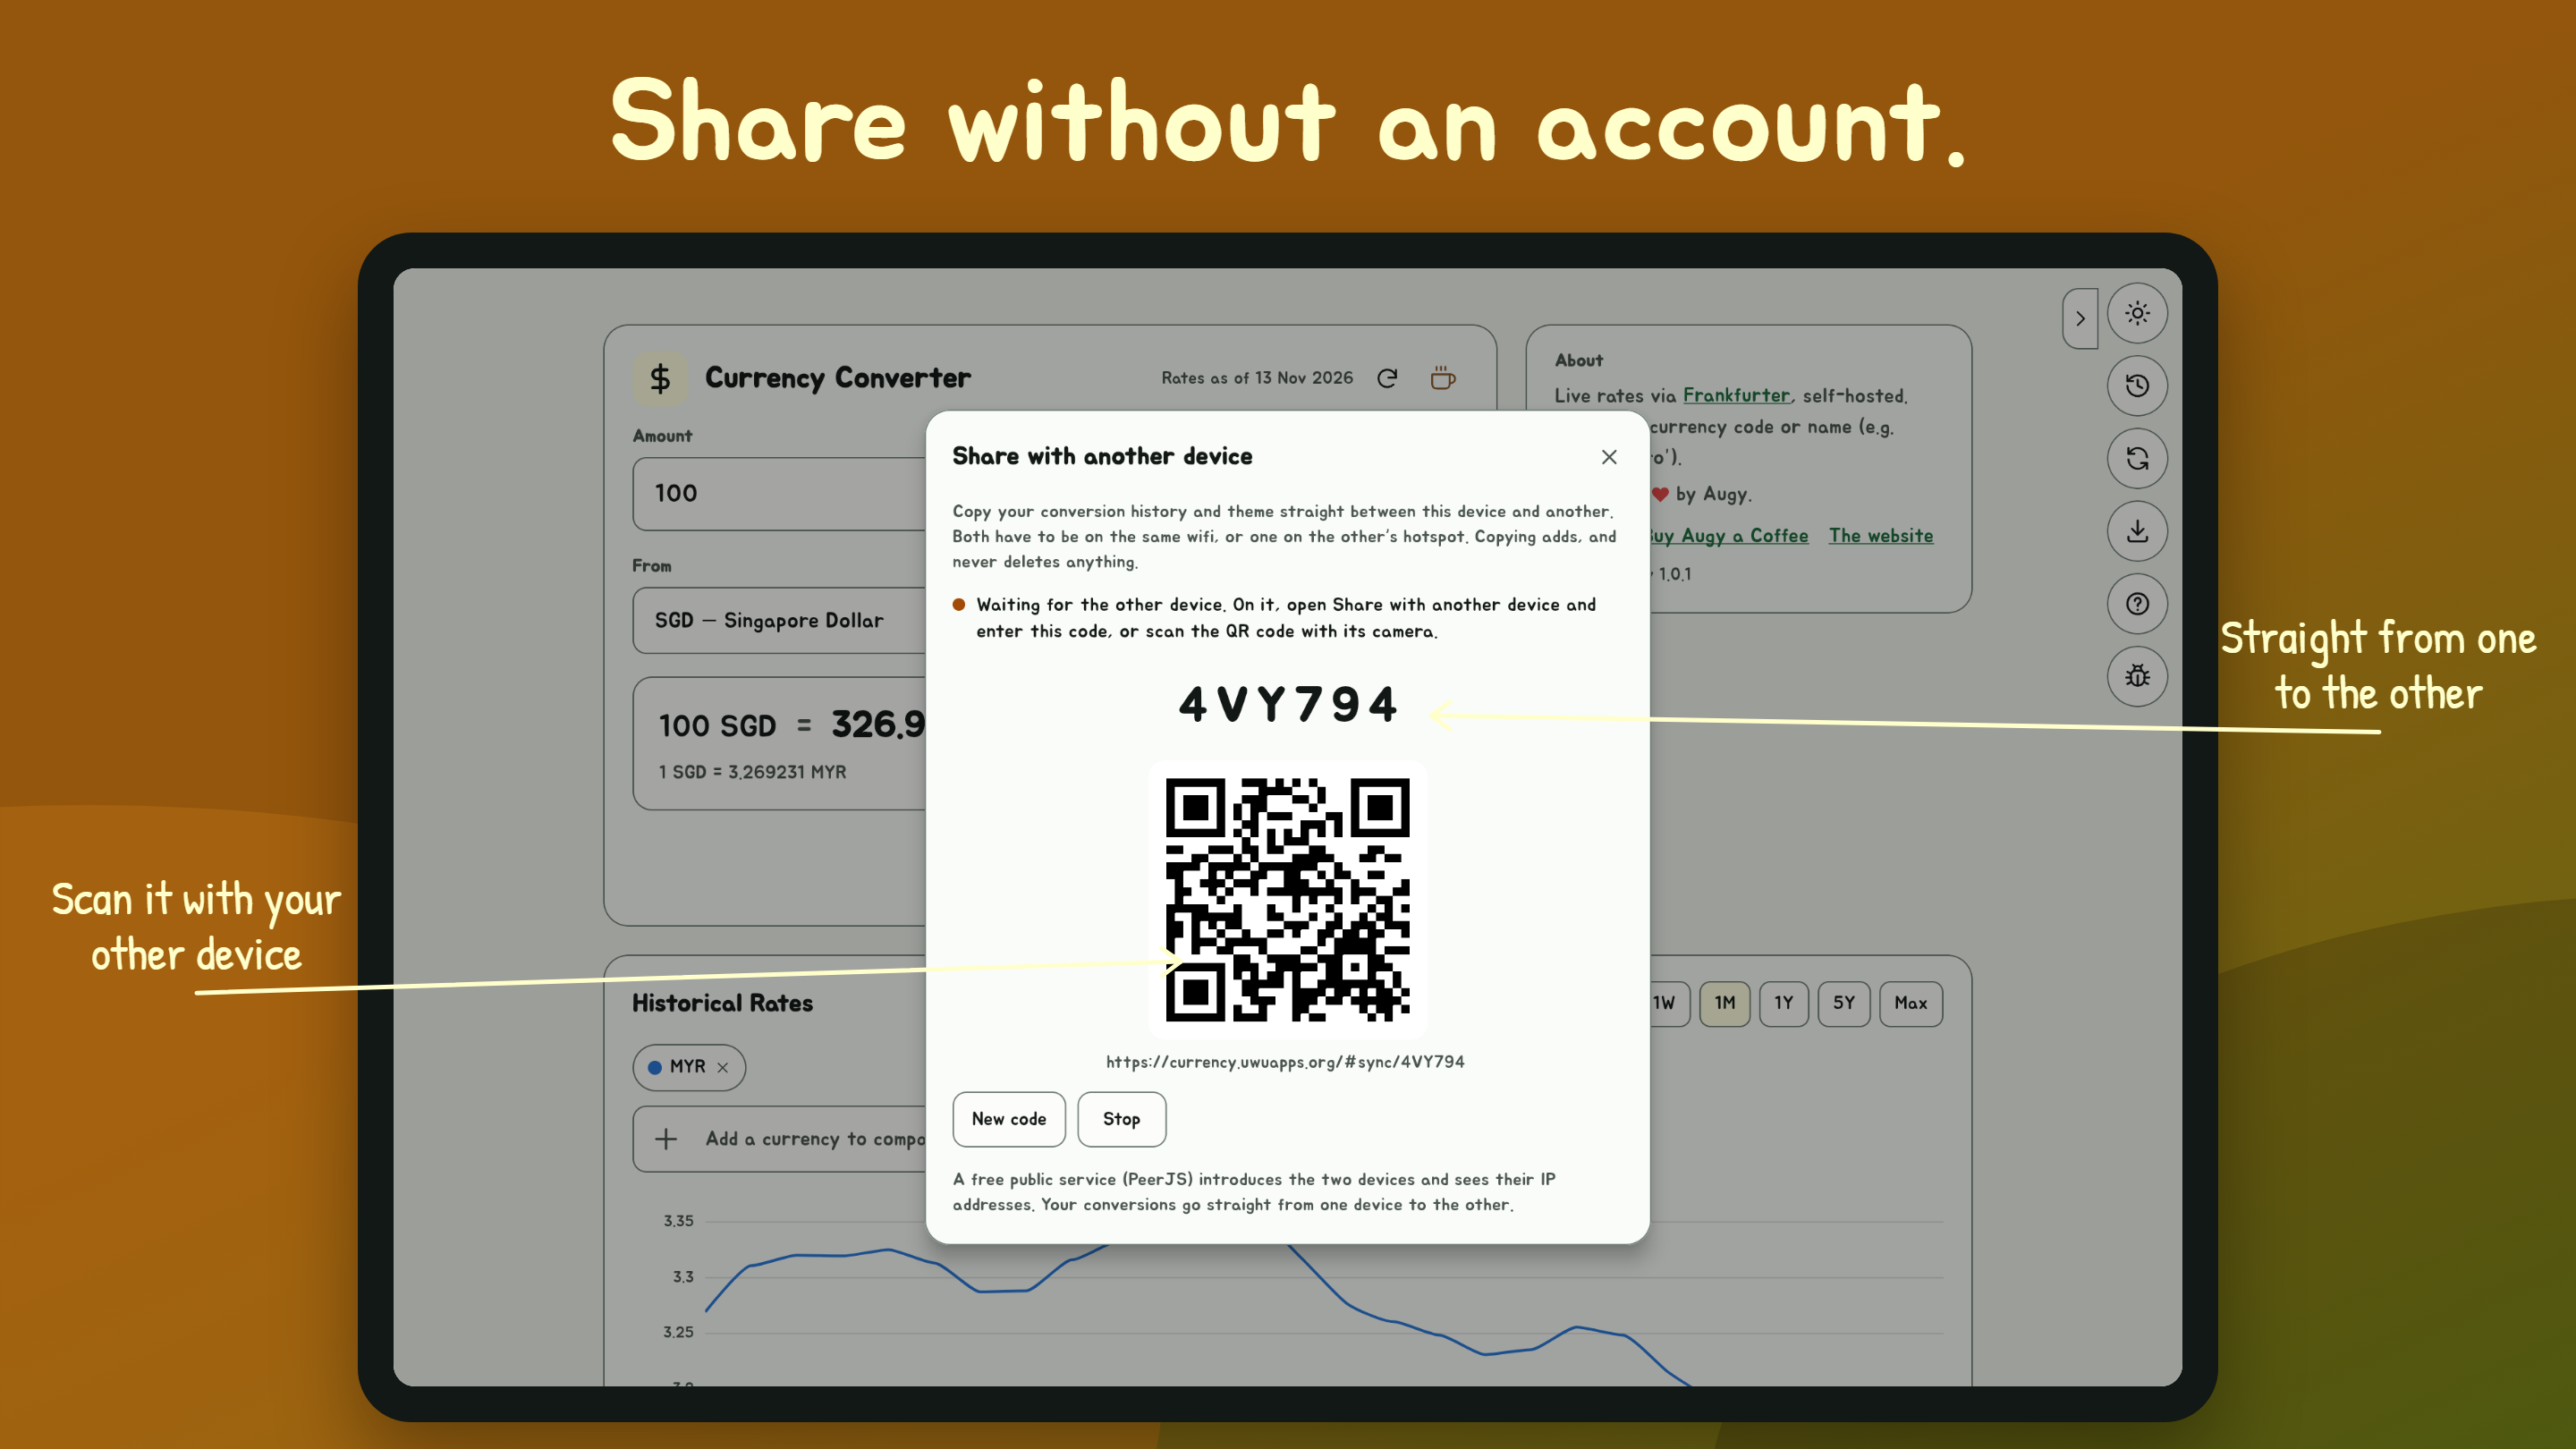 Share without an account.
$ Currency Converter
Rates as of 13 Nov 2026
Amount
100
From
SGD — Singapore Dollar
100 SGD = 326.9
1 SGD = 3.269231 MYR
About
Live rates via Frankfurter, self-hosted.
currency code or name (e.g.
by Augy.
Buy Augy a Coffee The website
1.0.1
Share with another device
Copy your conversion history and theme straight between this device and another.
Both have to be on the same wifi, or one on the other's hotspot. Copying adds, and
never deletes anything.
Waiting for the other device. On it, open Share with another device and
enter this code, or scan the QR code with its camera.
4VY794
https://currency.uwuapps.org/#sync/4VY794
New code
Stop
A free public service (PeerJS) introduces the two devices and sees their IP
addresses. Your conversions go straight from one device to the other.
Straight from one
to the other
Scan it with your
other device
Historical Rates
1W 1M 1Y 5Y Max
MYR
Add a currency to compa
3.35
3.3
3.25